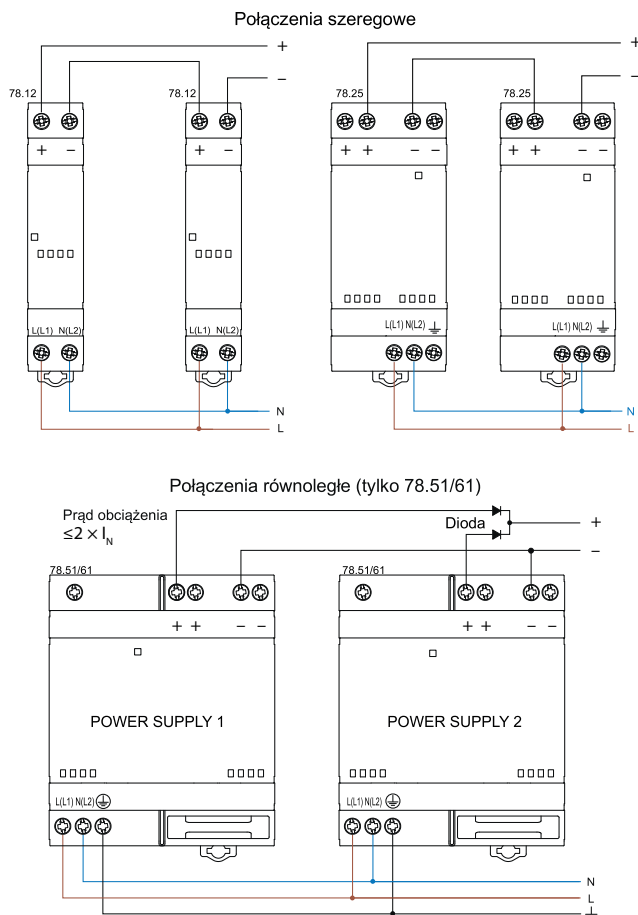 Połączenia szeregowe
+
+
−
−
78.12
78.12
78.25
78.25
+ −
+ −
+ + − −
+ + − −
L(L1) N(L2)
L(L1) N(L2)
L(L1) N(L2)
L(L1) N(L2)
N
L
N
L
Połączenia równoległe (tylko 78.51/61)
Prąd obciążenia
≤2 × I_N
Dioda
+
−
78.51/61
78.51/61
+ + − −
+ + − −
POWER SUPPLY 1
POWER SUPPLY 2
L(L1) N(L2)
L(L1) N(L2)
N
L